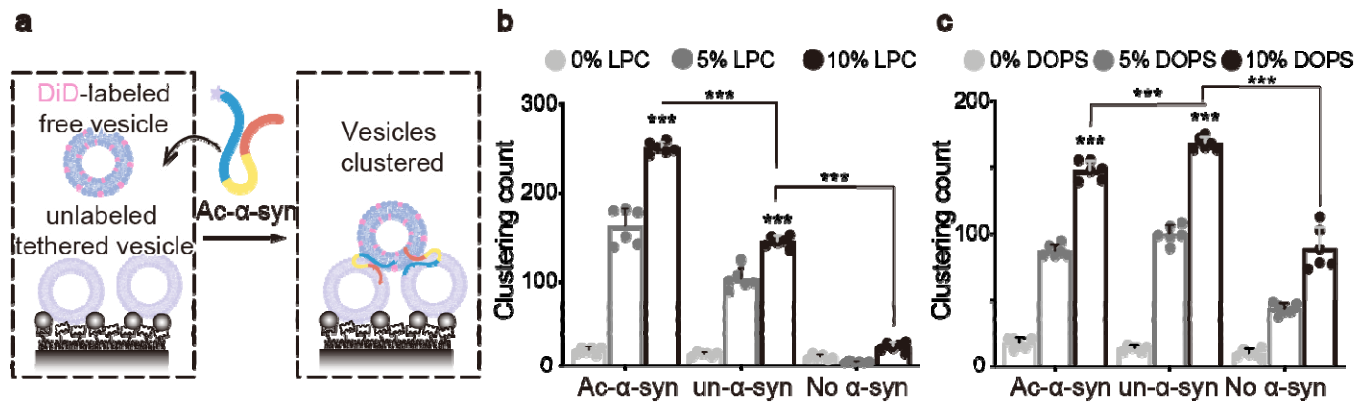 a
DiD-labeled
free vesicle
unlabeled
tethered vesicle
Ac-α-syn
Vesicles
clustered
b
0% LPC 5% LPC 10% LPC
Clustering count
300
200
100
0
***
***
***
***
Ac-α-syn un-α-syn No α-syn
c
0% DOPS 5% DOPS 10% DOPS
Clustering count
200
100
0
***
***
***
***
Ac-α-syn un-α-syn No α-syn